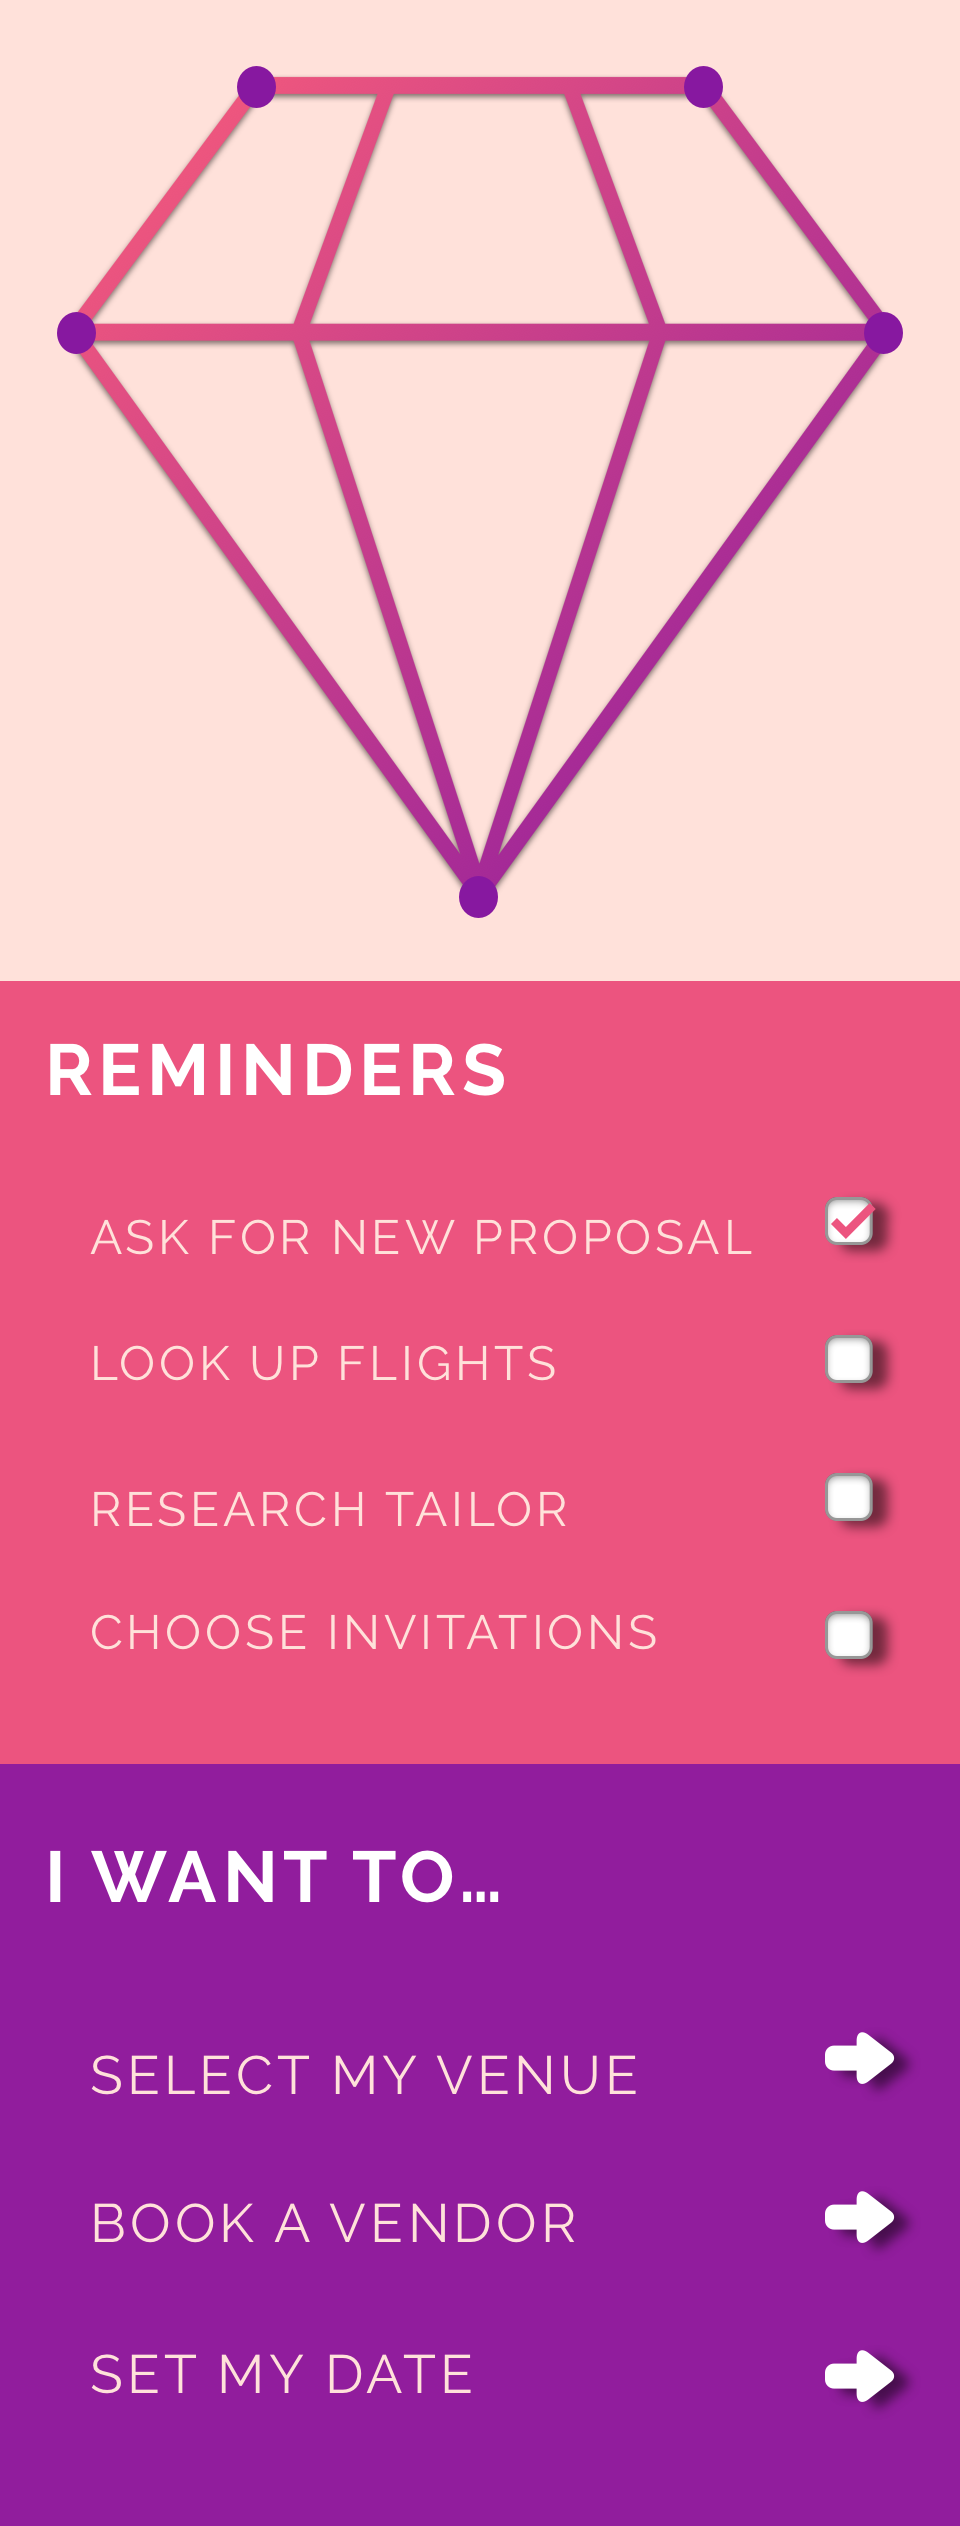 REMINDERS
ASK FOR NEW PROPOSAL
LOOK UP FLIGHTS
RESEARCH TAILOR
CHOOSE INVITATIONS
I WANT TO...
SELECT MY VENUE
BOOK A VENDOR
SET MY DATE